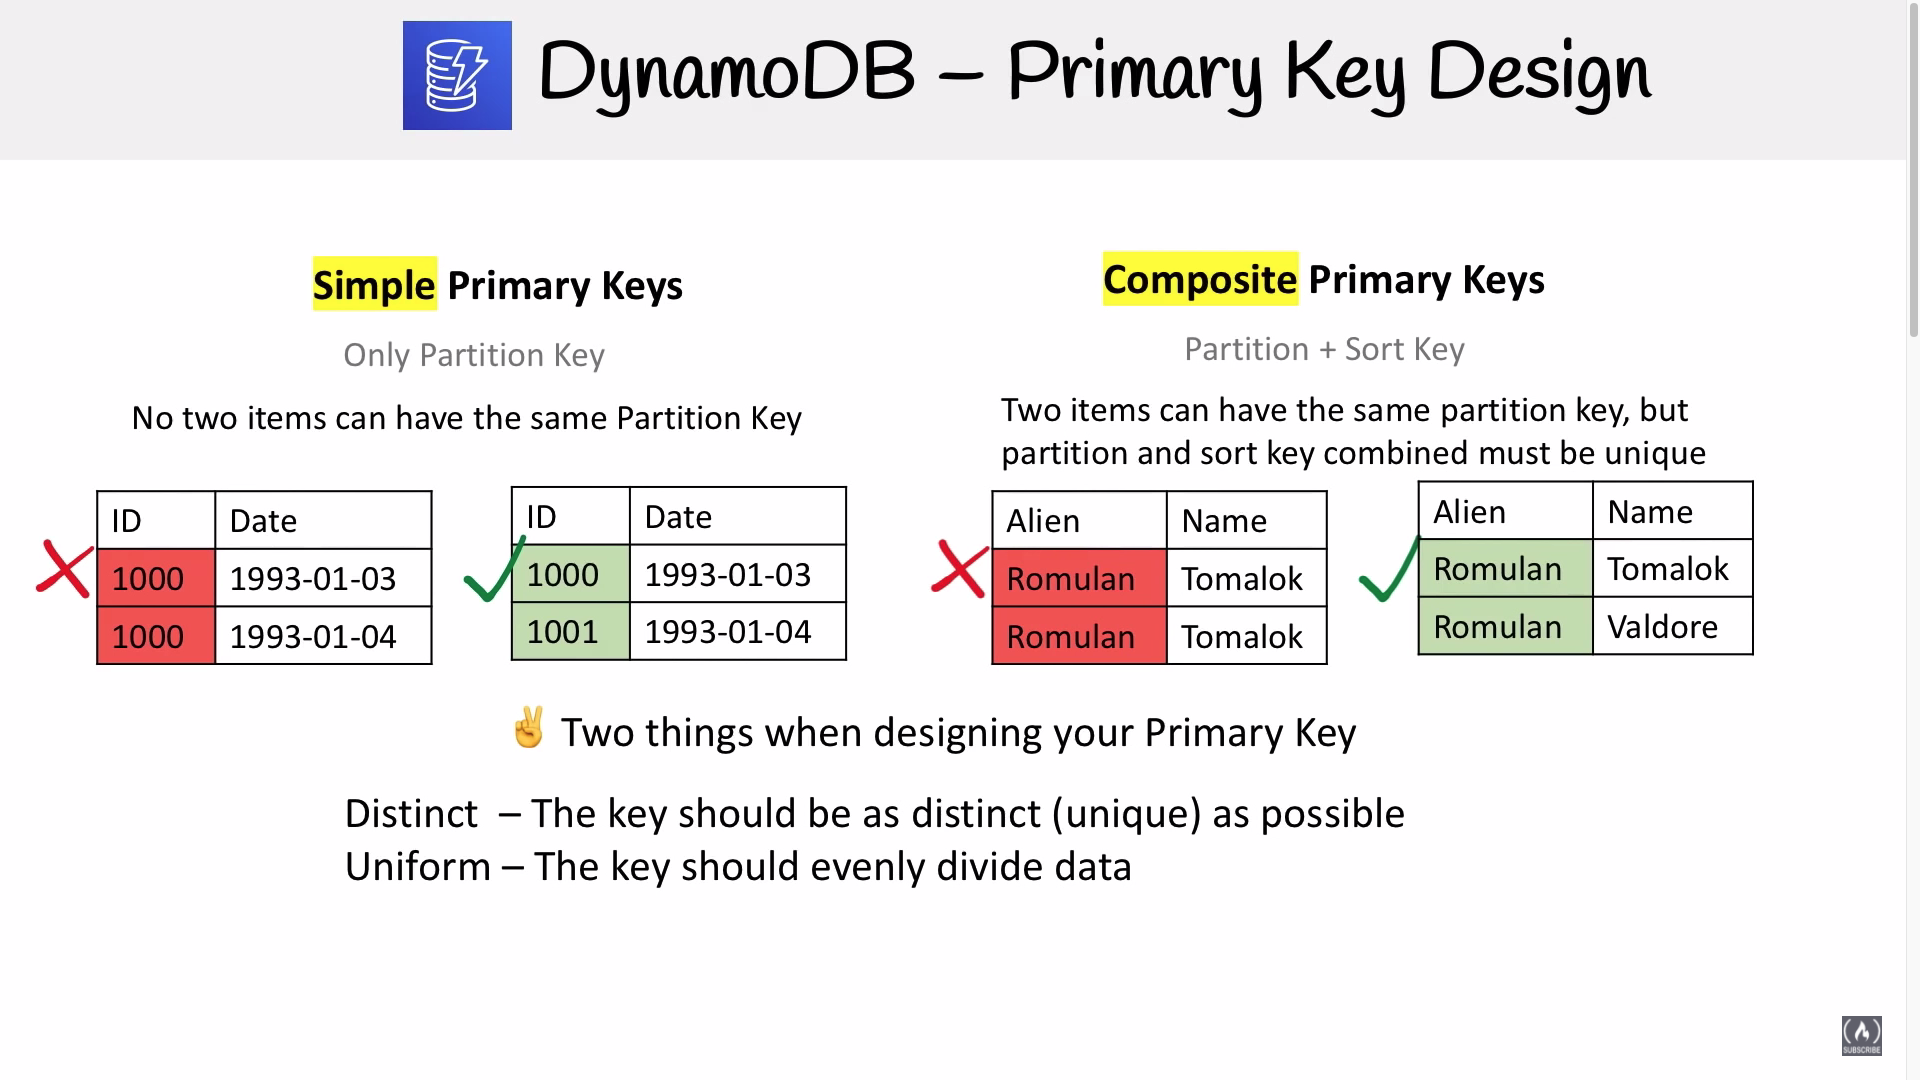 DynamoDB – Primary Key Design
Simple Primary Keys
Only Partition Key
No two items can have the same Partition Key
ID Date
1000 1993-01-03
1000 1993-01-04
ID Date
1000 1993-01-03
1001 1993-01-04
Composite Primary Keys
Partition + Sort Key
Two items can have the same partition key, but
partition and sort key combined must be unique
Alien Name
Romulan Tomalok
Romulan Tomalok
Alien Name
Romulan Tomalok
Romulan Valdore
✌ Two things when designing your Primary Key
Distinct – The key should be as distinct (unique) as possible
Uniform – The key should evenly divide data
SUBSCRIBE